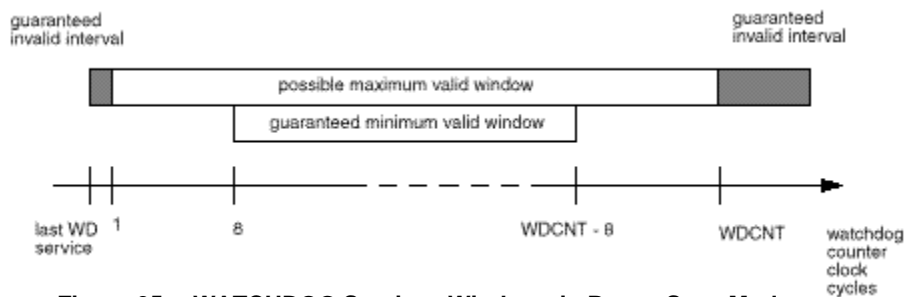 guaranteed
invalid interval
guaranteed
invalid interval
possible maximum valid window
guaranteed minimum valid window
last WD
service
1
8
WDCNT - 8
WDCNT
watchdog
counter
clock
cycles